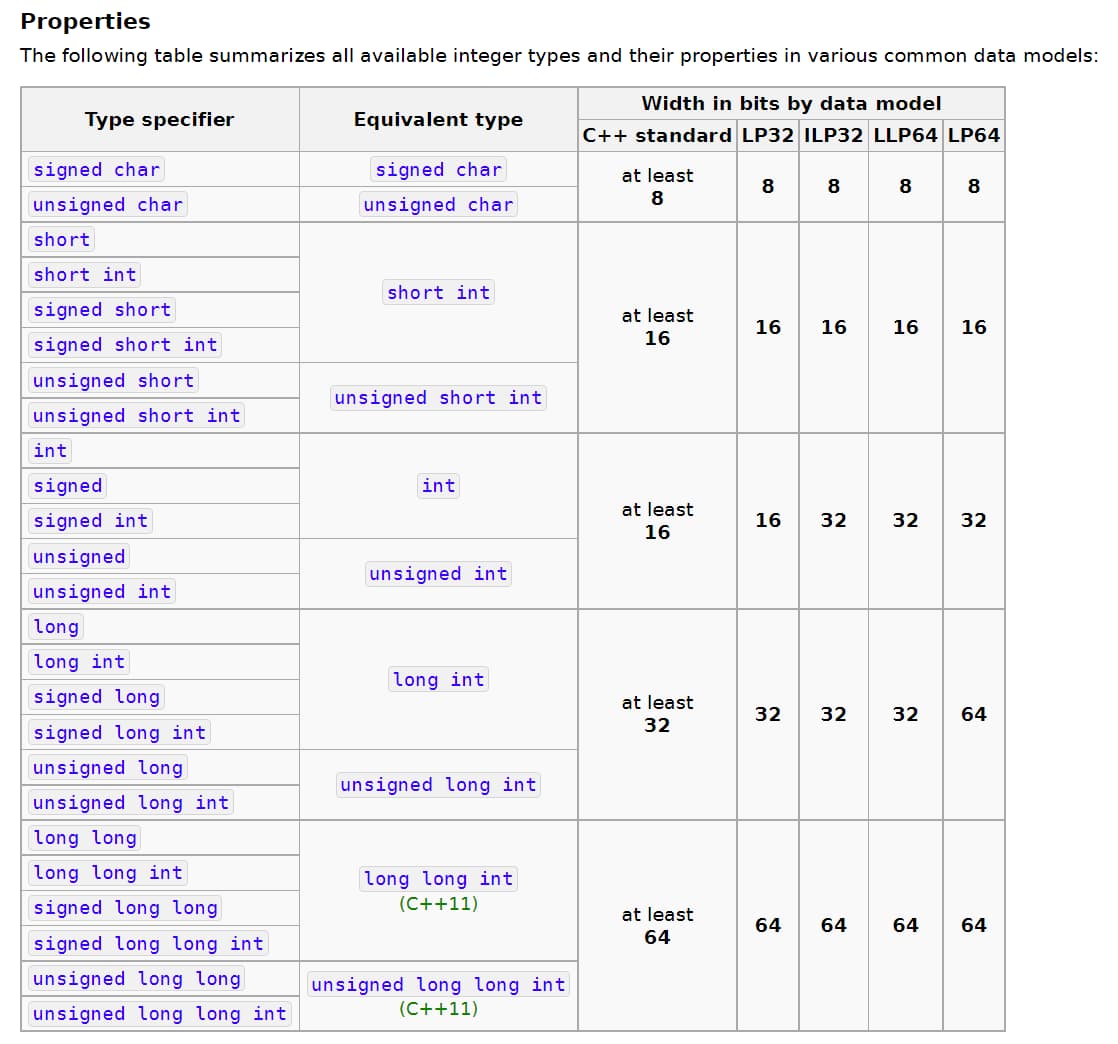 Properties
The following table summarizes all available integer types and their properties in various common data models:
Type specifier
Equivalent type
Width in bits by data model
C++ standard LP32 ILP32 LLP64 LP64
signed char
signed char
at least
8
8 8 8 8
unsigned char
unsigned char
short
short int
at least
16
16 16 16 16
short int
signed short
signed short int
unsigned short
unsigned short int
unsigned short int
int
int
at least
16
16 32 32 32
signed
signed int
unsigned
unsigned int
unsigned int
long
long int
at least
32
32 32 32 64
long int
signed long
signed long int
unsigned long
unsigned long int
unsigned long int
long long
long long int
(C++11)
at least
64
64 64 64 64
long long int
signed long long
signed long long int
unsigned long long
unsigned long long int
(C++11)
unsigned long long int